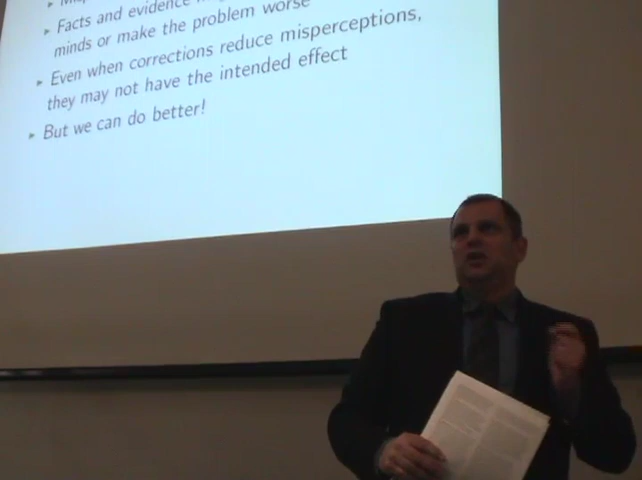 Facts and evidence
minds or make the problem worse
Even when corrections reduce misperceptions,
they may not have the intended effect
But we can do better!